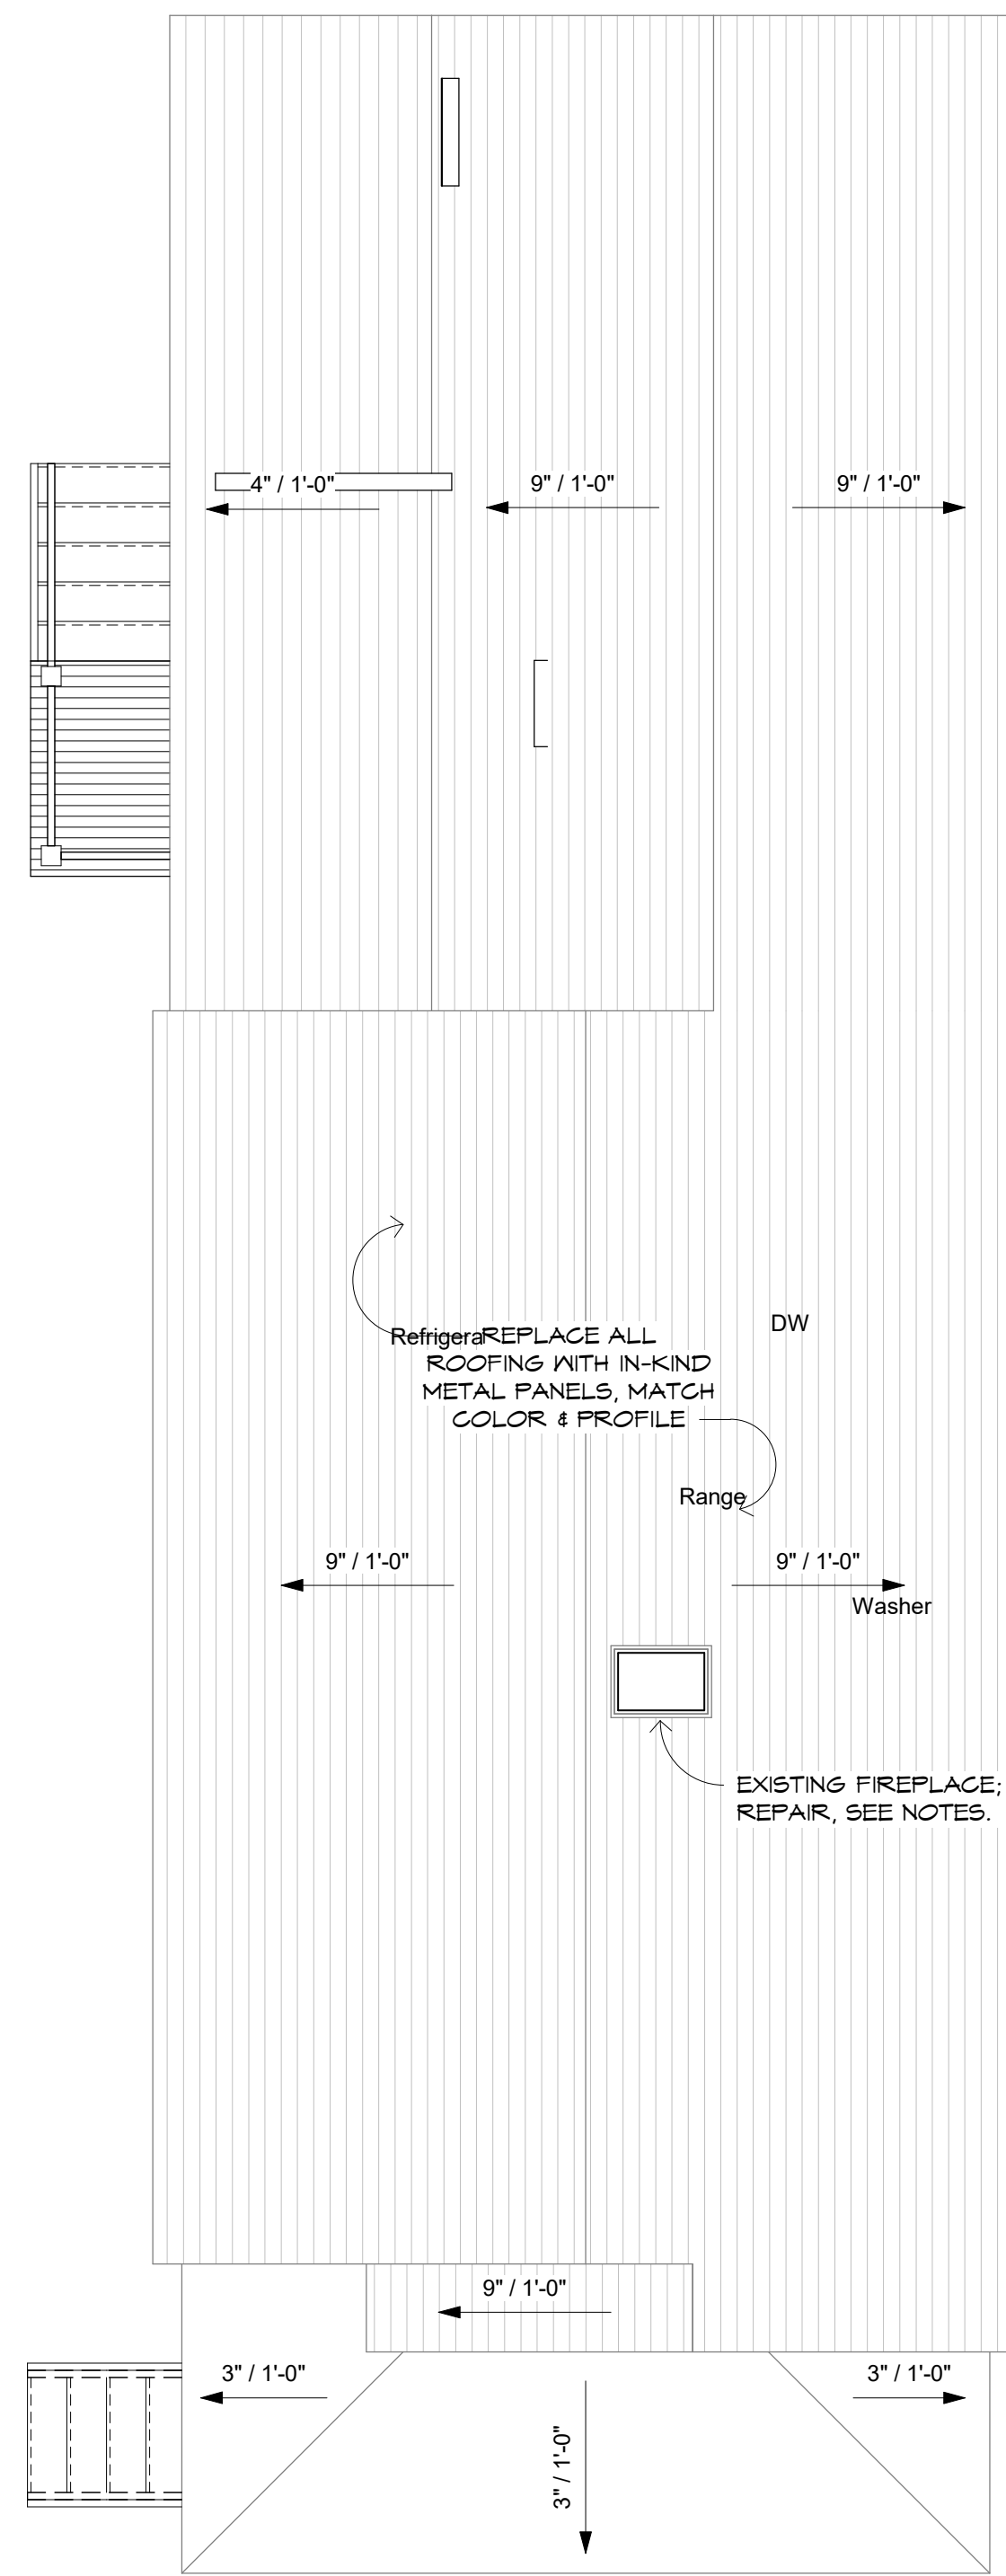 4" / 1'-0"
9" / 1'-0"
9" / 1'-0"
DW
Refrigera
REPLACE ALL
ROOFING WITH IN-KIND
METAL PANELS, MATCH
COLOR & PROFILE
Range
9" / 1'-0"
9" / 1'-0"
Washer
EXISTING FIREPLACE;
REPAIR, SEE NOTES.
9" / 1'-0"
3" / 1'-0"
3" / 1'-0"
3" / 1'-0"